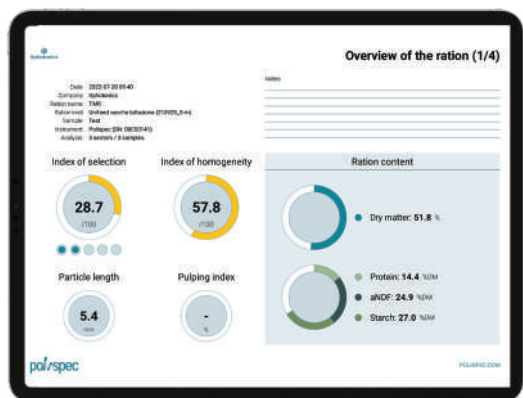 Overview of the ration (1/4)
itphotonics
Date 2022-07-20 09:40
Company Itphotonics
Ration name TMR
Sample Test
Notes
Index of selection
28.7
/100
Index of homogeneity
57.8
/100
Particle length
5.4
mm
Pulping index
-
%
Ration content
Dry matter: 51.8 %
Protein: 14.4 %DM
aNDF: 24.9 %DM
Starch: 27.0 %DM
polispec
POLISPEC.COM